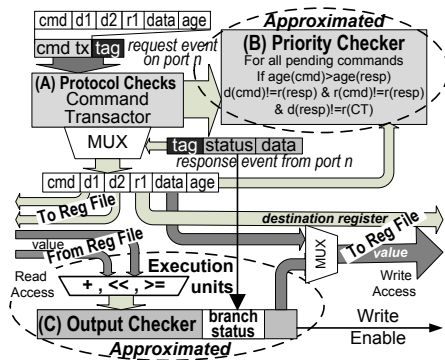 Approximated
cmd d1 d2 r1 data age
cmd tx tag
request event
on port n
(B) Priority Checker
For all pending commands
If age(cmd)>age(resp)
d(cmd)!=r(resp) & r(cmd)!=r(resp)
& d(resp)!=r(CT)
(A) Protocol Checks
Command
Transactor
MUX
tag status data
response event from port n
cmd d1 d2 r1 data age
To Reg File
destination register
value
From Reg File
MUX
To Reg File
value
Read
Access
Execution
units
+ , << , >=
Write
Access
(C) Output Checker
branch
status
Write
Enable
Approximated